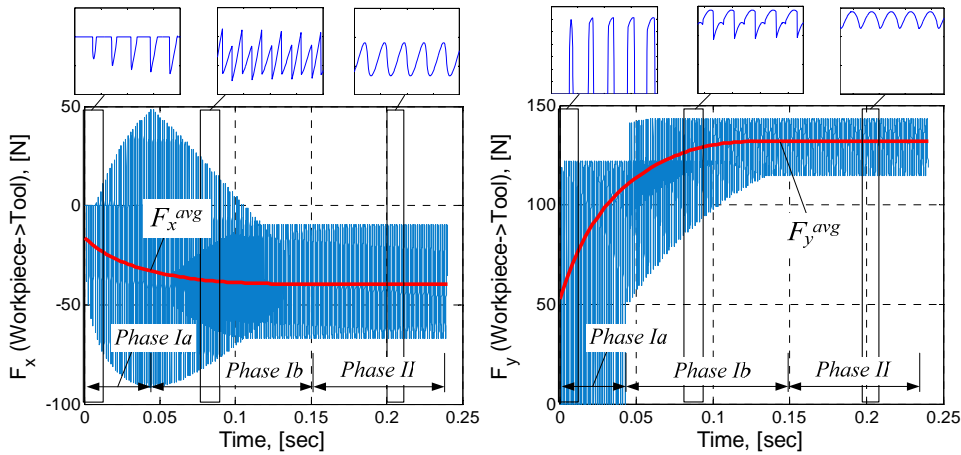 50
0
-50
-100
F_x (Workpiece->Tool), [N]
F_x^avg
Phase Ia
Phase Ib
Phase II
0
0.05
0.1
0.15
0.2
0.25
Time, [sec]
150
100
50
0
F_y (Workpiece->Tool), [N]
F_y^avg
Phase Ia
Phase Ib
Phase II
0
0.05
0.1
0.15
0.2
0.25
Time, [sec]